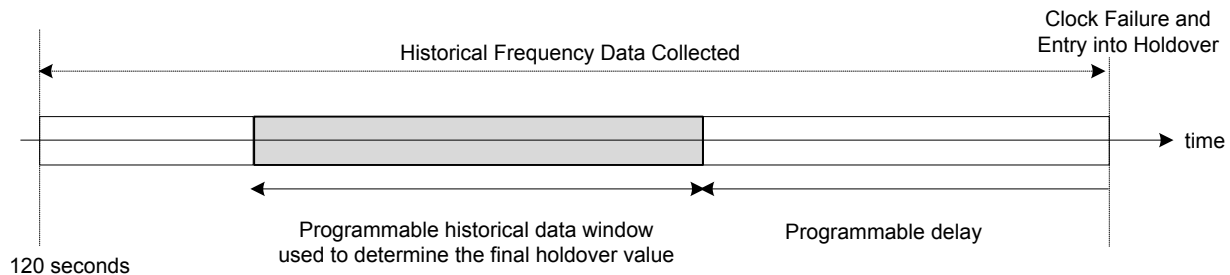 Clock Failure and
Entry into Holdover
Historical Frequency Data Collected
time
Programmable historical data window
used to determine the final holdover value
Programmable delay
120 seconds